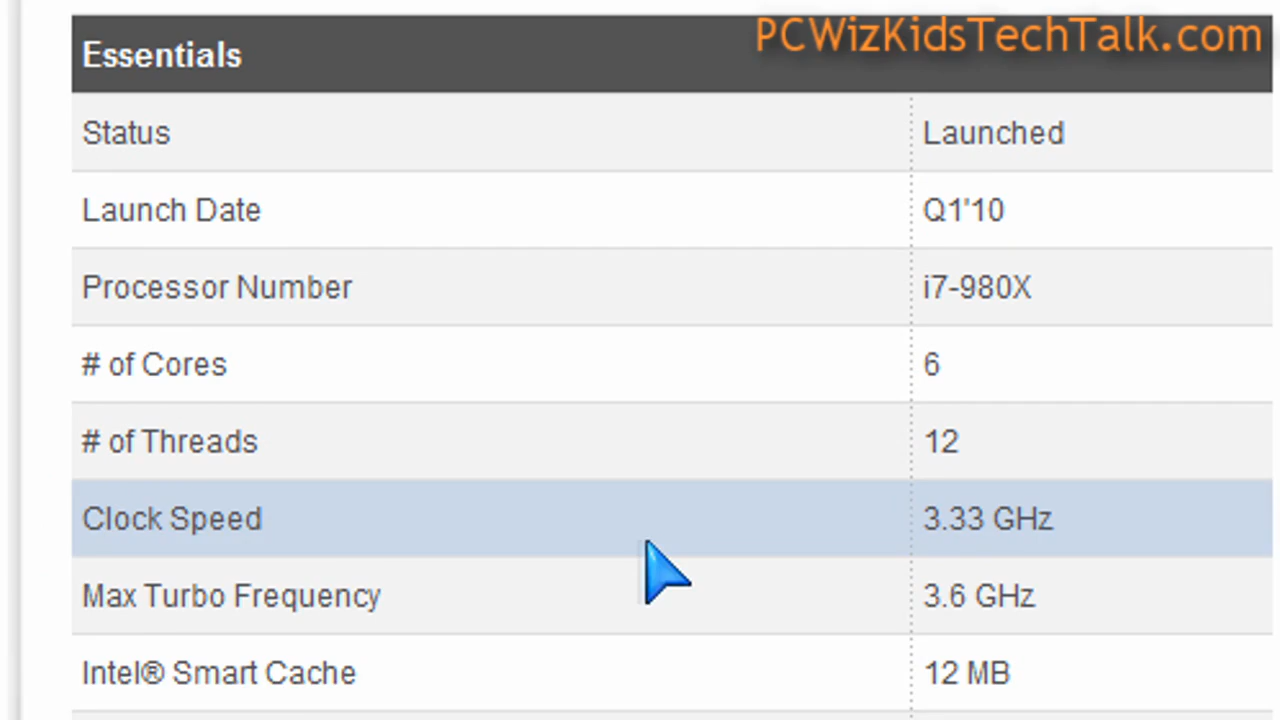 PCWizKidsTechTalk.com
Essentials
Status Launched
Launch Date Q1'10
Processor Number i7-980X
# of Cores 6
# of Threads 12
Clock Speed 3.33 GHz
Max Turbo Frequency 3.6 GHz
Intel® Smart Cache 12 MB